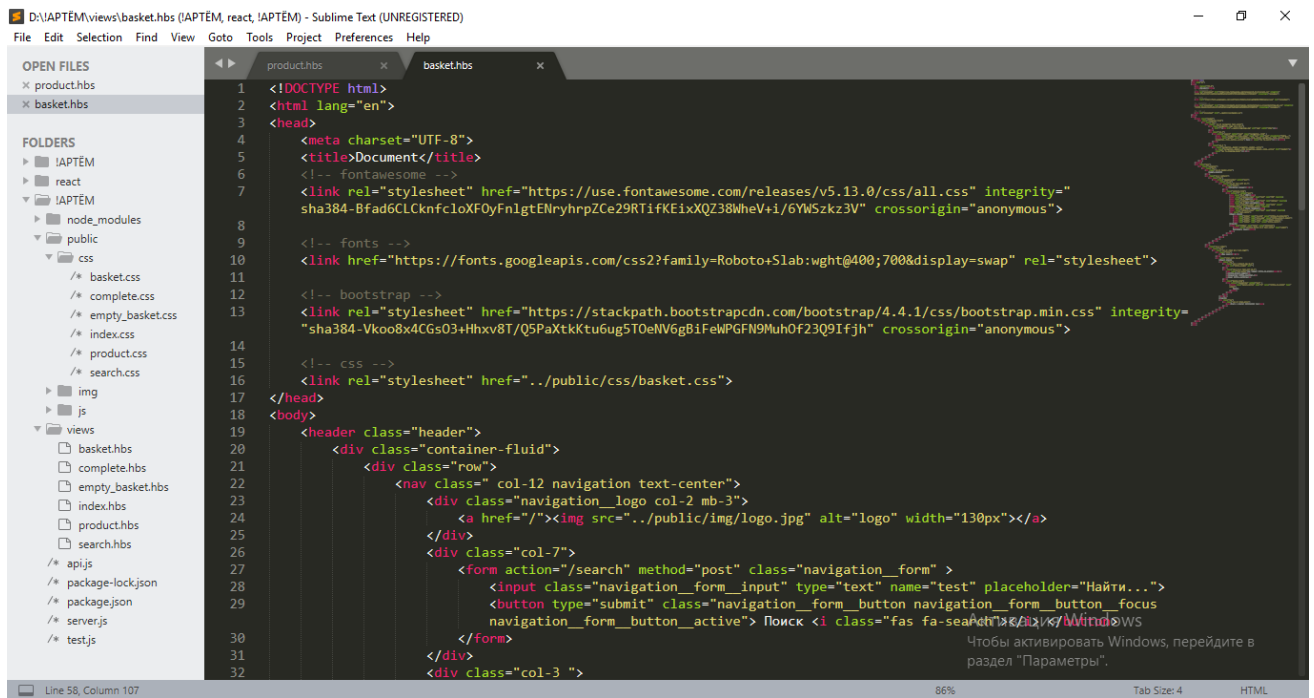 D:\!АРТЁМ\views\basket.hbs (!АРТЁМ, react, !АРТЁМ) - Sublime Text (UNREGISTERED)
File Edit Selection Find View Goto Tools Project Preferences Help
OPEN FILES
product.hbs
basket.hbs
FOLDERS
!АРТЁМ
react
!АРТЁМ
node_modules
public
css
/* basket.css
/* complete.css
/* empty_basket.css
/* index.css
/* product.css
/* search.css
img
js
views
basket.hbs
complete.hbs
empty_basket.hbs
index.hbs
product.hbs
search.hbs
/* api.js
/* package-lock.json
/* package.json
/* server.js
/* test.js
product.hbs
basket.hbs
1 <!DOCTYPE html>
2 <html lang="en">
3 <head>
4 <meta charset="UTF-8">
5 <title>Document</title>
6 <!-- fontawesome -->
7 <link rel="stylesheet" href="https://use.fontawesome.com/releases/v5.13.0/css/all.css" integrity="
sha384-Bfad6CLCknfcloXFOyFnlgtENryhrpZCe29RTifKEixXQZ38WheV+i/6YWSzkz3V" crossorigin="anonymous">
8
9 <!-- fonts -->
10 <link href="https://fonts.googleapis.com/css2?family=Roboto+Slab:wght@400;700&display=swap" rel="stylesheet">
11
12 <!-- bootstrap -->
13 <link rel="stylesheet" href="https://stackpath.bootstrapcdn.com/bootstrap/4.4.1/css/bootstrap.min.css" integrity=
"sha384-Vkoo8x4CGsO3+Hhxv8T/Q5PaXtkKtu6ug5TOeNV6gBiFeWPGFN9MuhOf23Q9Ifjh" crossorigin="anonymous">
14
15 <!-- css -->
16 <link rel="stylesheet" href="../public/css/basket.css">
17 </head>
18 <body>
19 <header class="header">
20 <div class="container-fluid">
21 <div class="row">
22 <nav class=" col-12 navigation text-center">
23 <div class="navigation__logo col-2 mb-3">
24 <a href="/"><img src="../public/img/logo.jpg" alt="logo" width="130px"></a>
25 </div>
26 <div class="col-7">
27 <form action="/search" method="post" class="navigation__form" >
28 <input class="navigation__form__input" type="text" name="test" placeholder="Найти...">
29 <button type="submit" class="navigation__form__button navigation__form__button__focus
navigation__form__button__active"> Поиск <i class="fas fa-search"></i> </button>
30 </form>
31 </div>
32 <div class="col-3 ">
Активация Windows
Чтобы активировать Windows, перейдите в
раздел "Параметры".
Line 58, Column 107
86%
Tab Size: 4
HTML